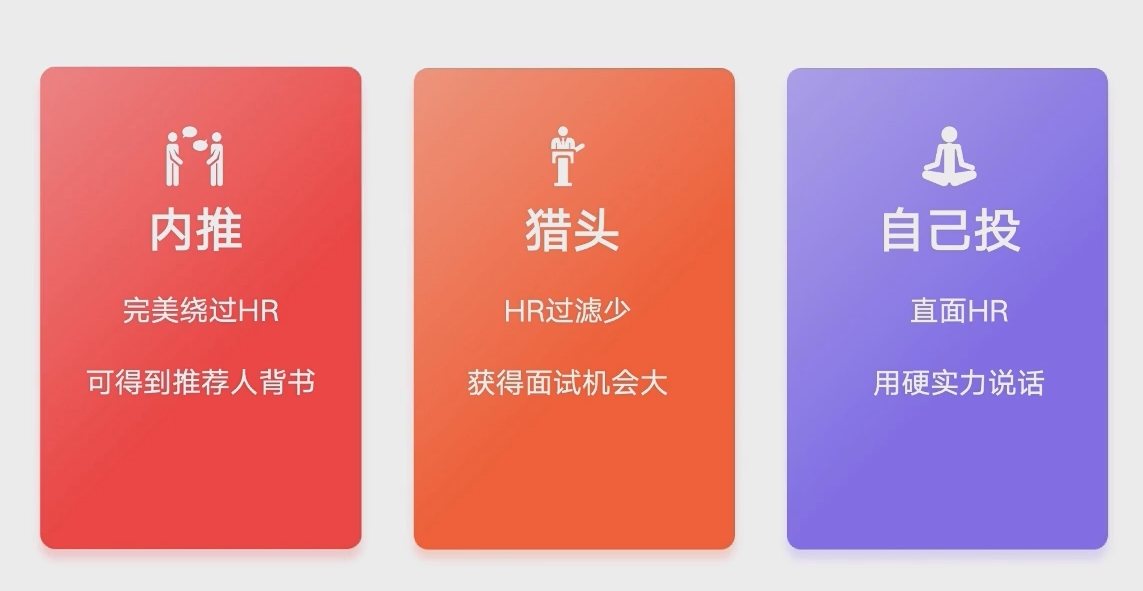 内推
完美绕过HR
可得到推荐人背书
猎头
HR过滤少
获得面试机会大
自己投
直面HR
用硬实力说话